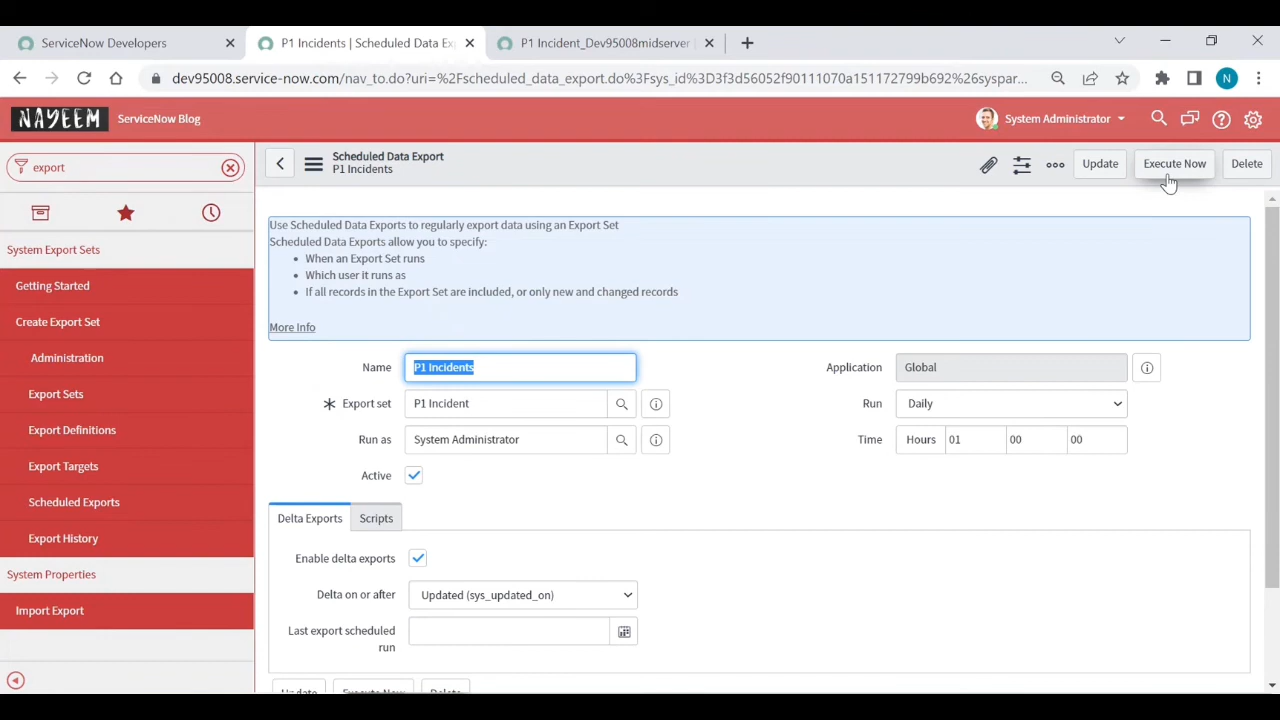 ServiceNow Developers
P1 Incidents | Scheduled Data Ex
P1 Incident_Dev95008midserver
dev95008.service-now.com/nav_to.do?uri=%2Fscheduled_data_export.do%3Fsys_id%3D3f3d56052f90111070a151172799b692%26syspar...
N
NAYEEM
ServiceNow Blog
System Administrator
export
Scheduled Data Export
P1 Incidents
Update
Execute Now
Delete
System Export Sets
Getting Started
Create Export Set
Administration
Export Sets
Export Definitions
Export Targets
Scheduled Exports
Export History
System Properties
Import Export
Use Scheduled Data Exports to regularly export data using an Export Set
Scheduled Data Exports allow you to specify:
• When an Export Set runs
• Which user it runs as
• If all records in the Export Set are included, or only new and changed records
More Info
Name P1 Incidents
Application Global
Export set P1 Incident
Run Daily
Run as System Administrator
Time Hours 01 00 00
Active
Delta Exports Scripts
Enable delta exports
Delta on or after Updated (sys_updated_on)
Last export scheduled
run
Update Execute Now Delete